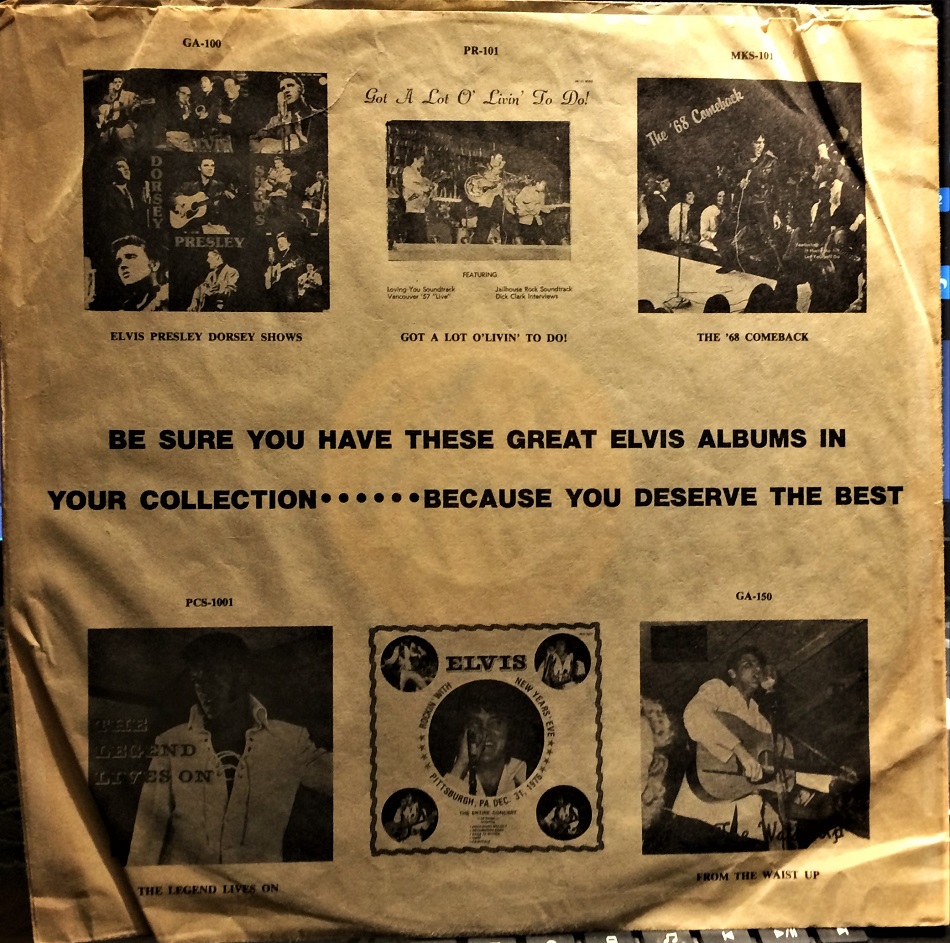 GA-100
PR-101
MKS-101
ELVIS
DORSEY
SHOWS
PRESLEY
Got A Lot O' Livin' To Do!
FEATURING
Loving You Soundtrack
Vancouver '57 "Live"
Jailhouse Rock Soundtrack
Dick Clark Interviews
The '68 Comeback
ELVIS PRESLEY DORSEY SHOWS
GOT A LOT O'LIVIN' TO DO!
THE '68 COMEBACK
BE SURE YOU HAVE THESE GREAT ELVIS ALBUMS IN
YOUR COLLECTION••••••BECAUSE YOU DESERVE THE BEST
PCS-1001
GA-150
THE
LEGEND
LIVES ON
ELVIS
ROCKIN' WITH
NEW YEARS' EVE
PITTSBURGH, PA. DEC. 31, 1976
THE ENTIRE CONCERT
THE LEGEND LIVES ON
FROM THE WAIST UP